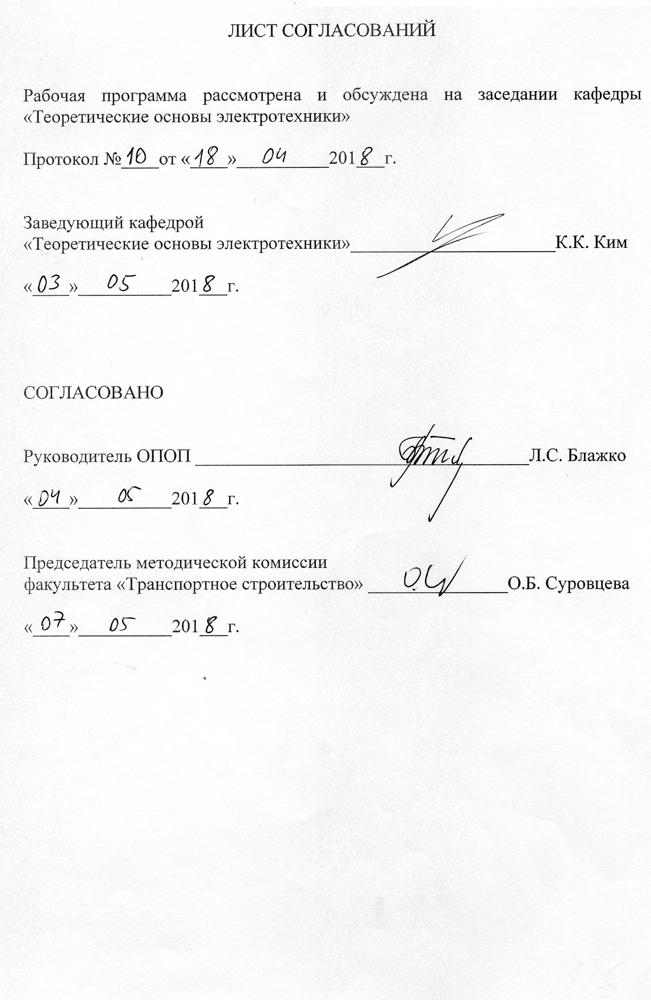 ЛИСТ СОГЛАСОВАНИЙ
Рабочая программа рассмотрена и обсуждена на заседании кафедры
«Теоретические основы электротехники»
Протокол № 10 от « 18 » 04 2018 г.
Заведующий кафедрой
«Теоретические основы электротехники» К.К. Ким
« 03 » 05 2018 г.
СОГЛАСОВАНО
Руководитель ОПОП Л.С. Блажко
« 04 » 05 2018 г.
Председатель методической комиссии
факультета «Транспортное строительство» О.Б. Суровцева
« 07 » 05 2018 г.